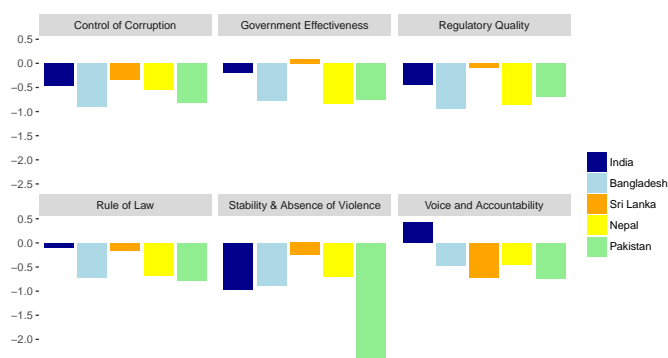 Control of Corruption
Government Effectiveness
Regulatory Quality
0.5
0.0
−0.5
−1.0
−1.5
−2.0
−2.5
Rule of Law
Stability & Absence of Violence
Voice and Accountability
0.5
0.0
−0.5
−1.0
−1.5
−2.0
India
Bangladesh
Sri Lanka
Nepal
Pakistan